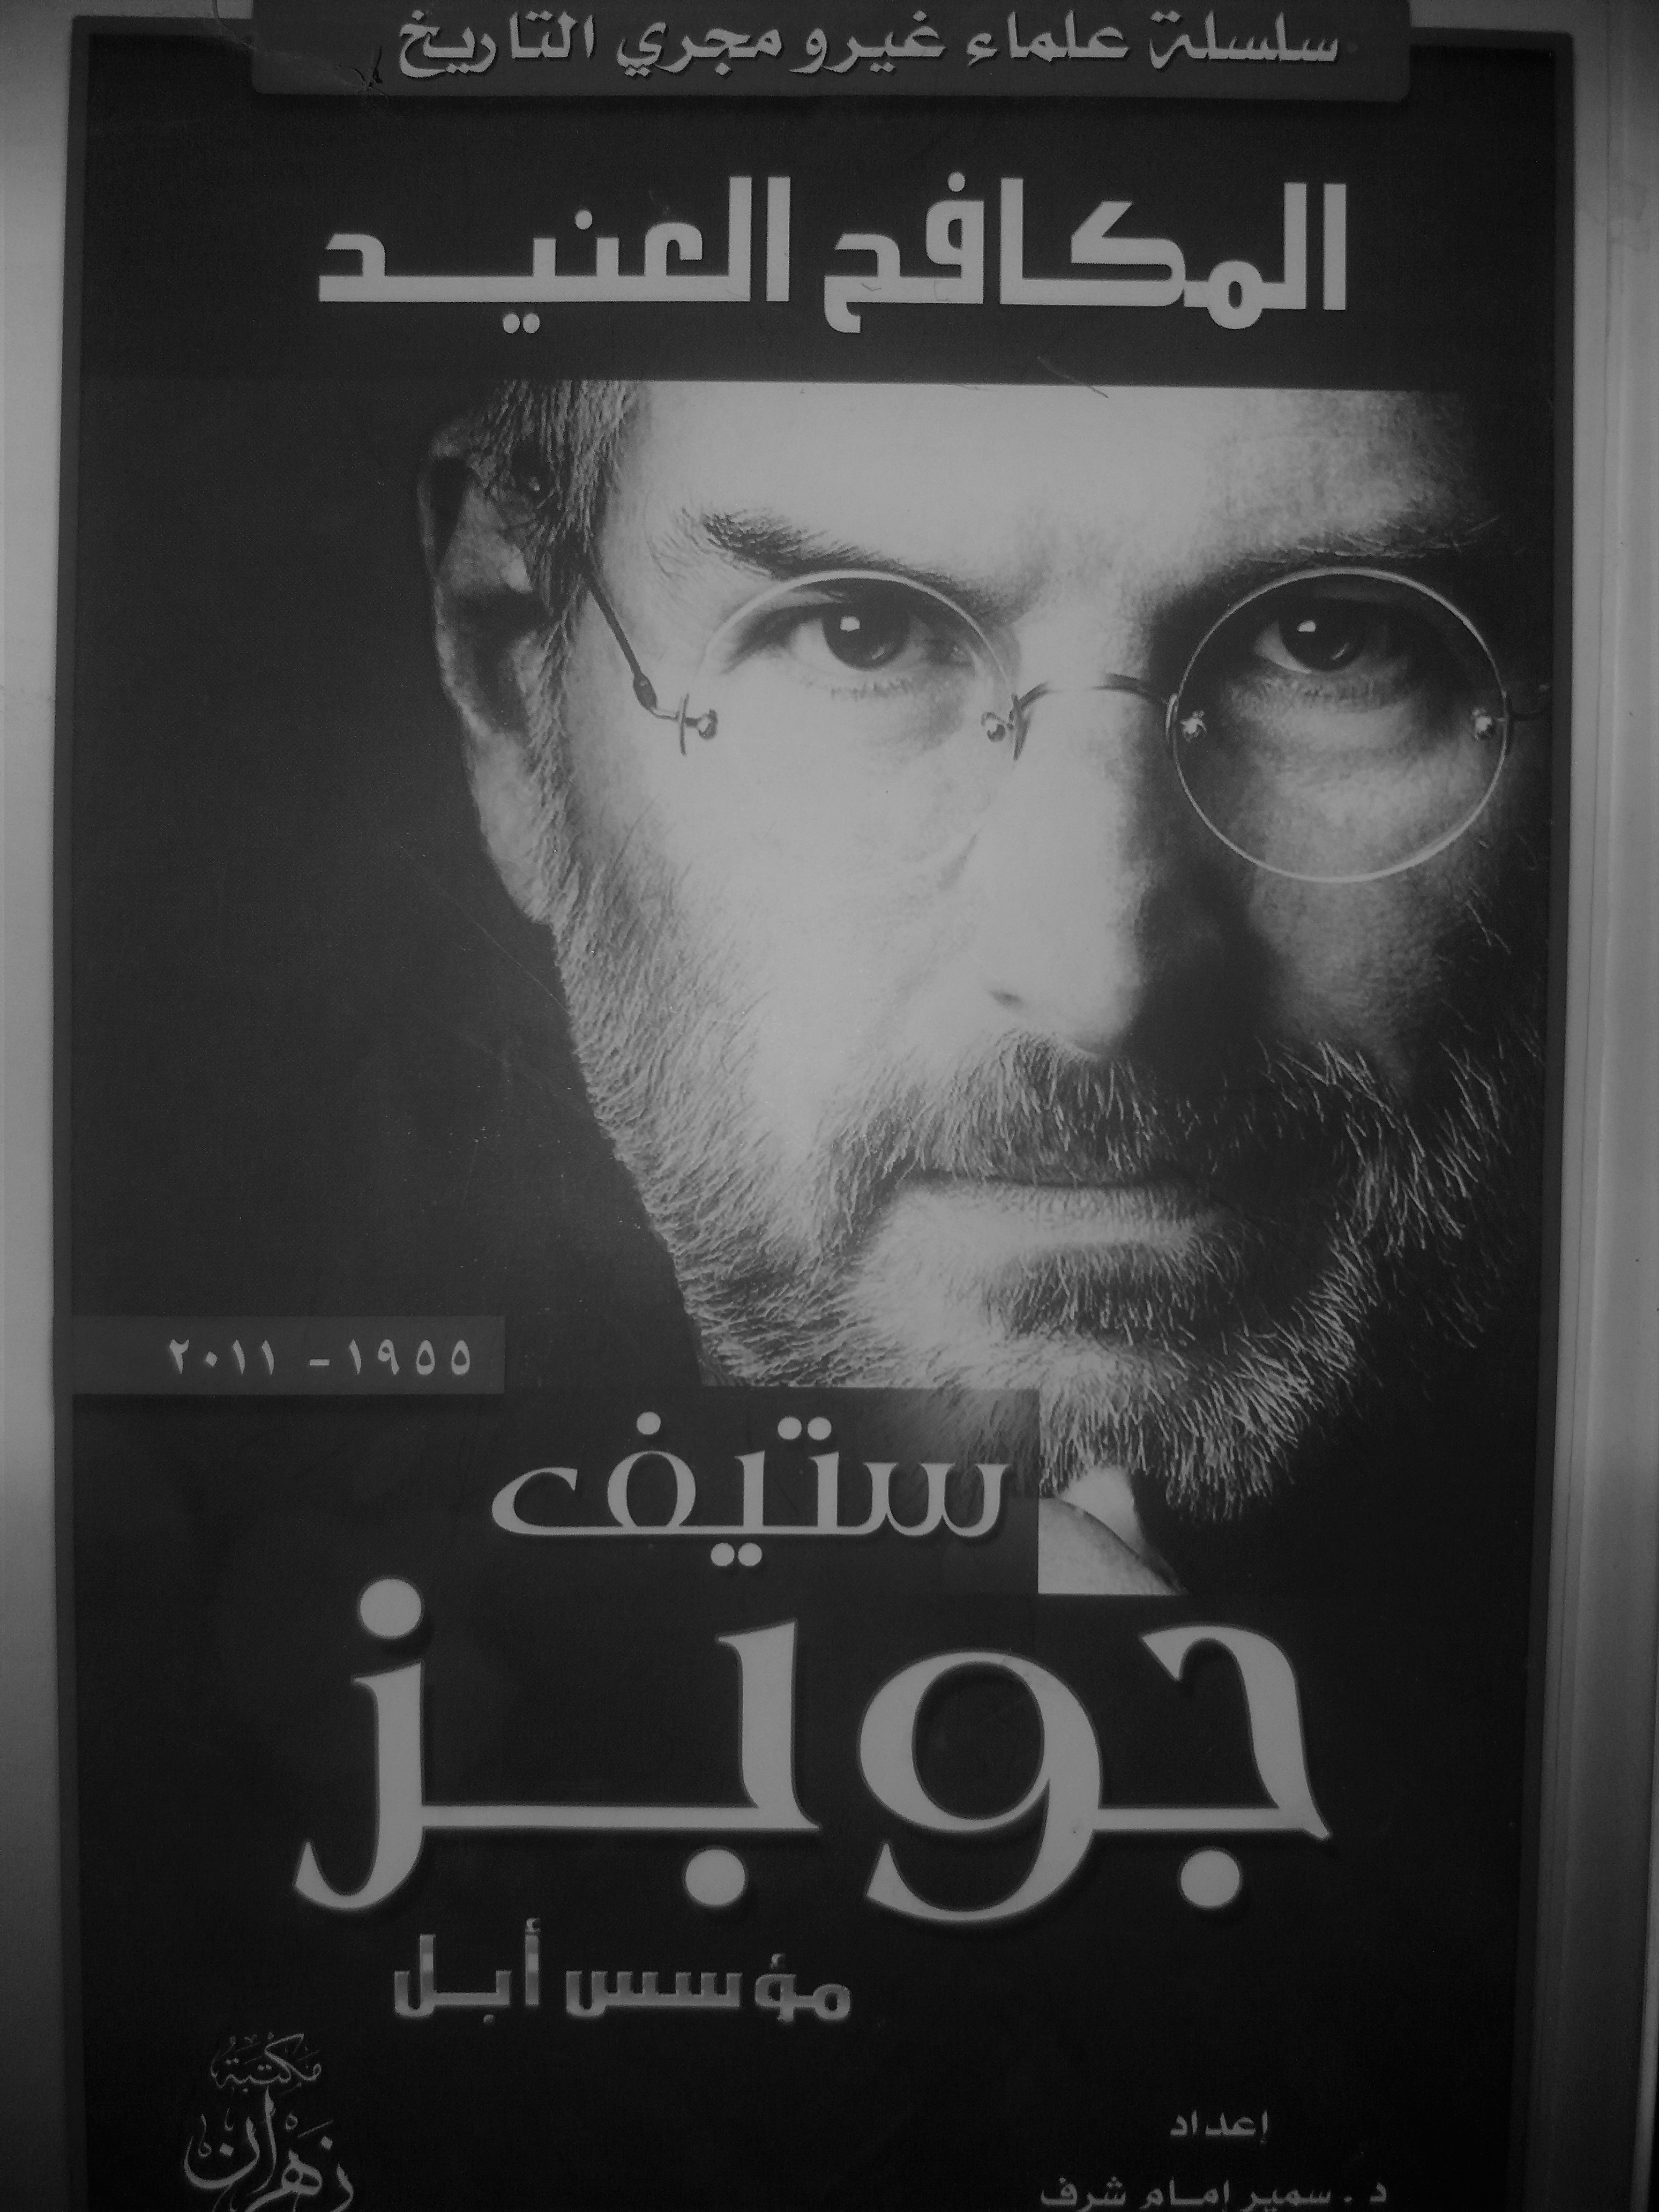 سلسلة علماء غيرو مجري التاريخ
المكافح العنيد
١٩٥٥ - ٢٠١١
ستيف
جوبز
مؤسس أبل
مكتبة
زهران
إعداد
د . سمير إمام شرف